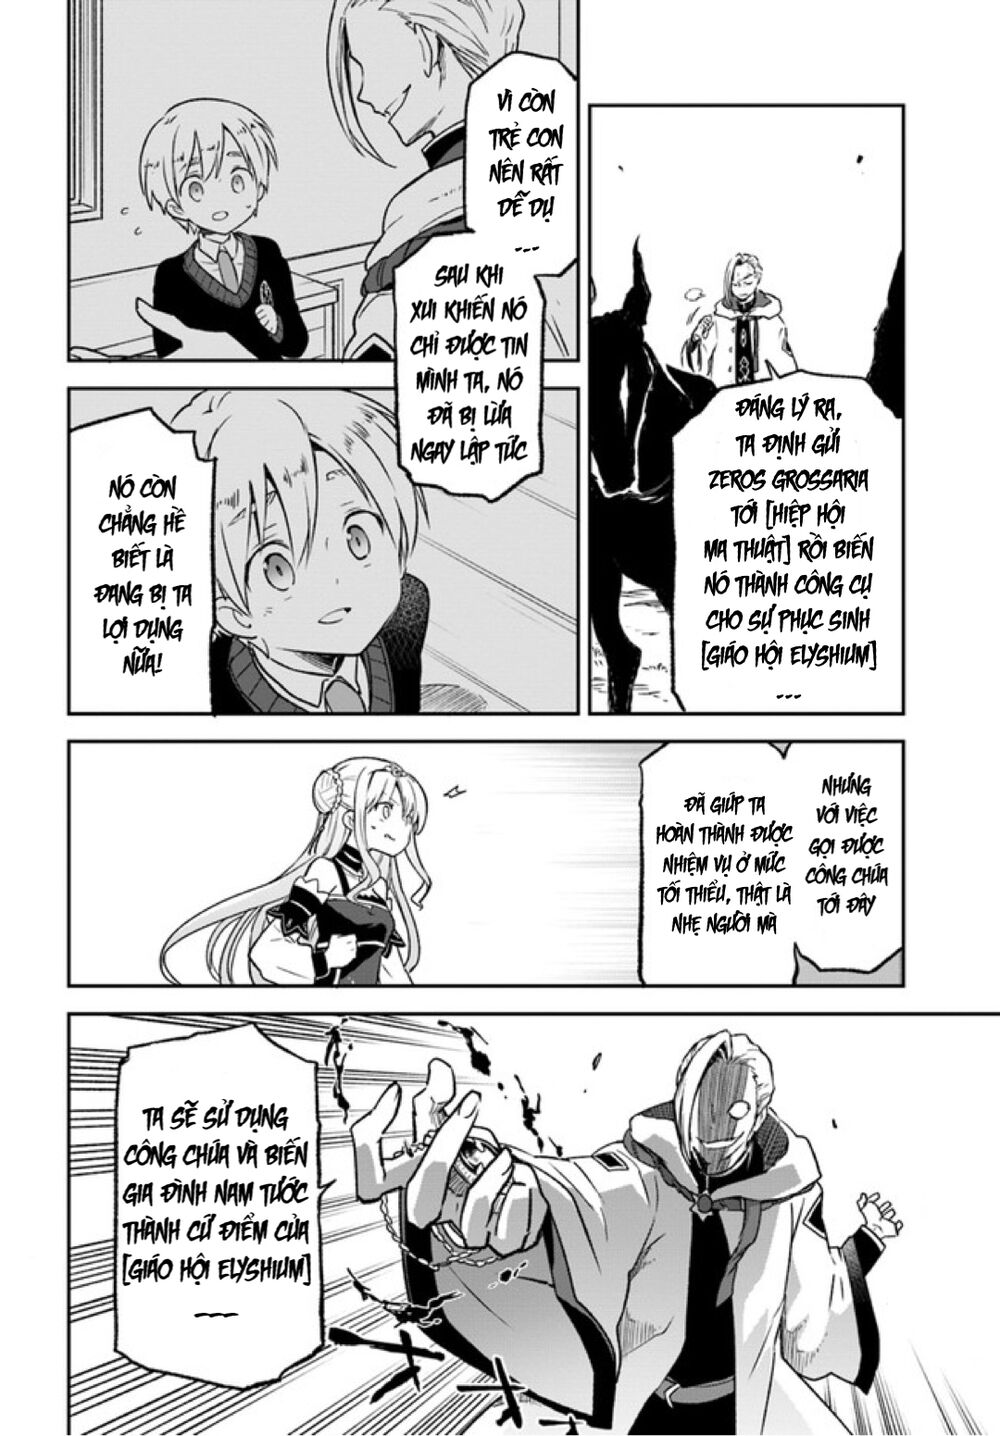 ĐÁNG LÝ RA,
TA ĐỊNH GỬI
ZEROS GROSSARIA
TỚI [HIỆP HỘI
MA THUẬT] RỒI BIẾN
NÓ THÀNH CÔNG CỤ
CHO SỰ PHỤC SINH
[GIÁO HỘI ELYSHIUM]
...
VÌ CÒN
TRẺ CON
NÊN RẤT
DỄ DỤ
...
SAU KHI
XUI KHIẾN NÓ
CHỈ ĐƯỢC TIN
MÌNH TA, NÓ
ĐÃ BỊ LỪA
NGAY LẬP TỨC
NÓ CÒN
CHẲNG HỀ
BIẾT LÀ
ĐANG BỊ TA
LỢI DỤNG
NỮA!
NHƯNG
VỚI VIỆC
GỌI ĐƯỢC
CÔNG CHÚA
TỚI ĐÂY
ĐÃ GIÚP TA
HOÀN THÀNH ĐƯỢC
NHIỆM VỤ Ở MỨC
TỐI THIỂU, THẬT LÀ
NHẸ NGƯỜI MÀ
TA SẼ SỬ DỤNG
CÔNG CHÚA VÀ BIẾN
GIA ĐÌNH NAM TƯỚC
THÀNH CỨ ĐIỂM CỦA
[GIÁO HỘI ELYSHIUM]
~~~